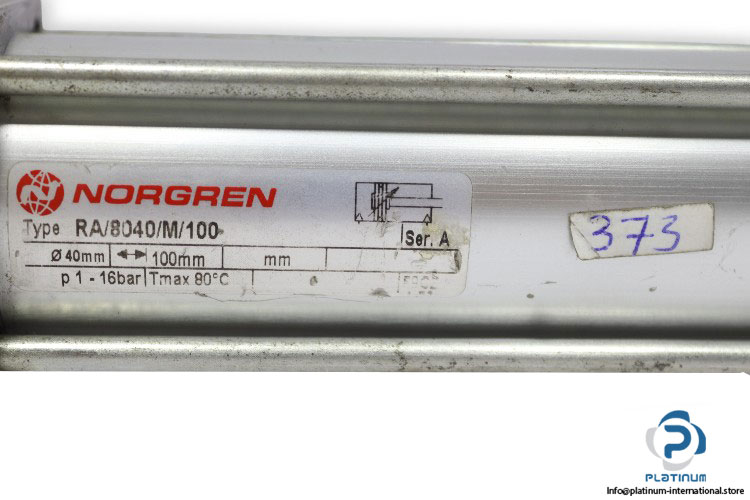 NORGREN
Type RA/8040/M/100
Ser. A
Ø 40mm 100mm mm
p 1 - 16bar Tmax 80°C
373
PLATINUM
Info@platinum-international.store